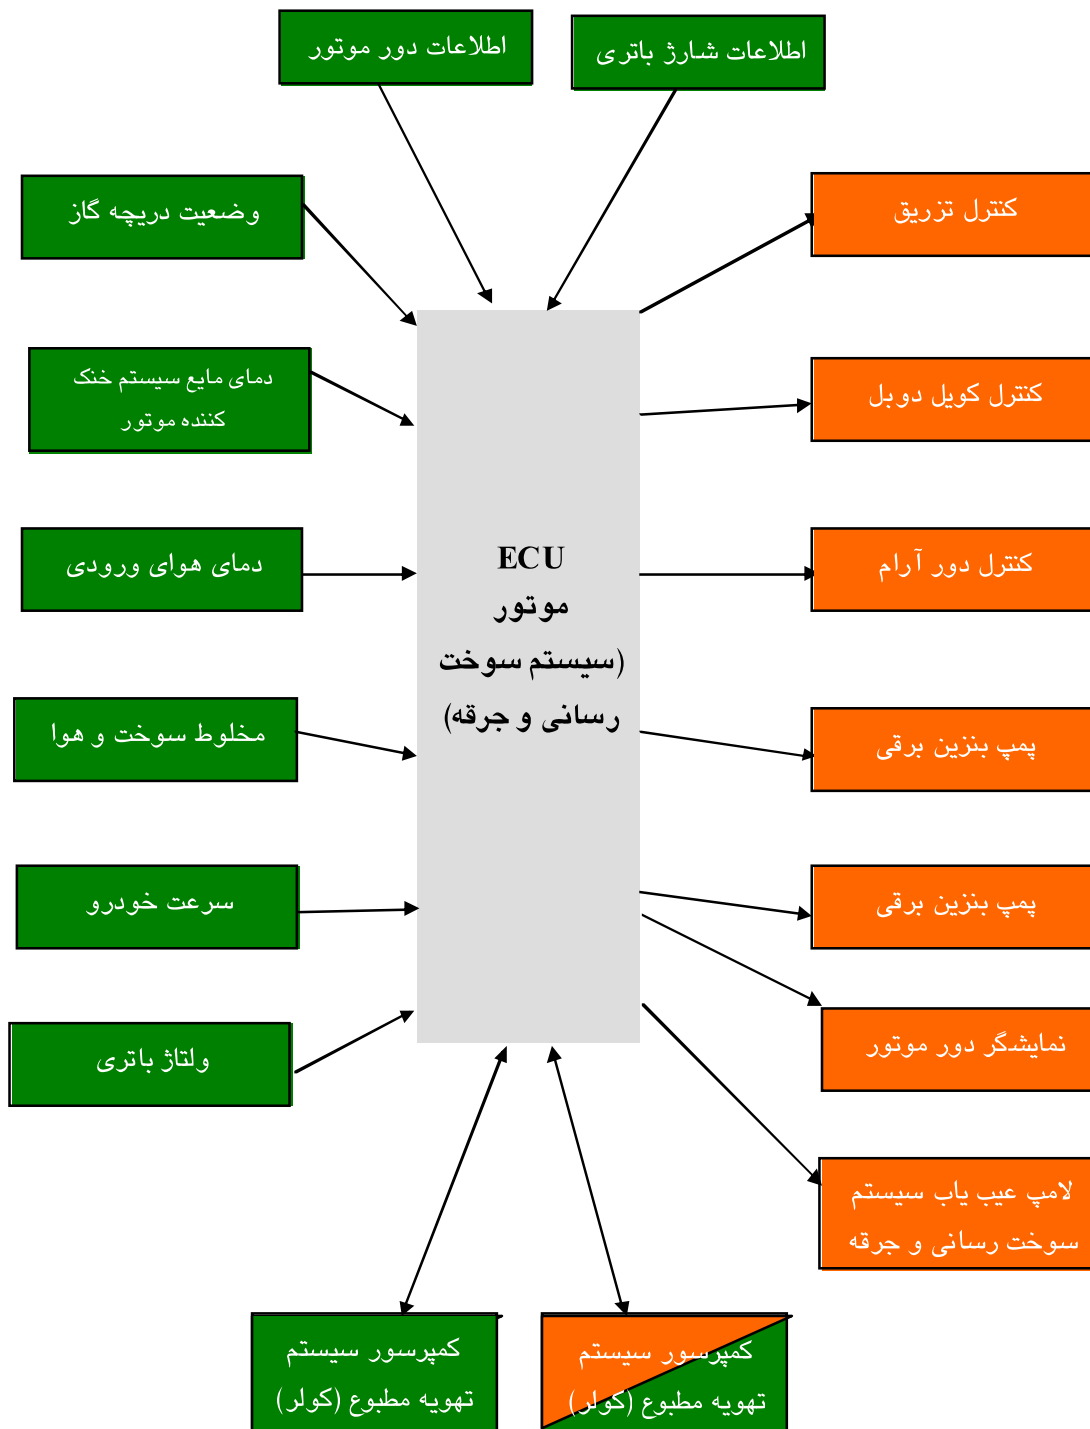 اطلاعات دور موتور
اطلاعات شارژ باتری
وضعیت دریچه گاز
کنترل تزریق
دمای مایع سیستم خنک
کننده موتور
کنترل کویل دوبل
ECU
موتور
(سیستم سوخت
رسانی و جرقه)
دمای هوای ورودی
کنترل دور آرام
مخلوط سوخت و هوا
پمپ بنزین برقی
سرعت خودرو
پمپ بنزین برقی
ولتاژ باتری
نمایشگر دور موتور
لامپ عیب یاب سیستم
سوخت رسانی و جرقه
کمپرسور سیستم
تهویه مطبوع (کولر)
کمپرسور سیستم
تهویه مطبوع (کولر)